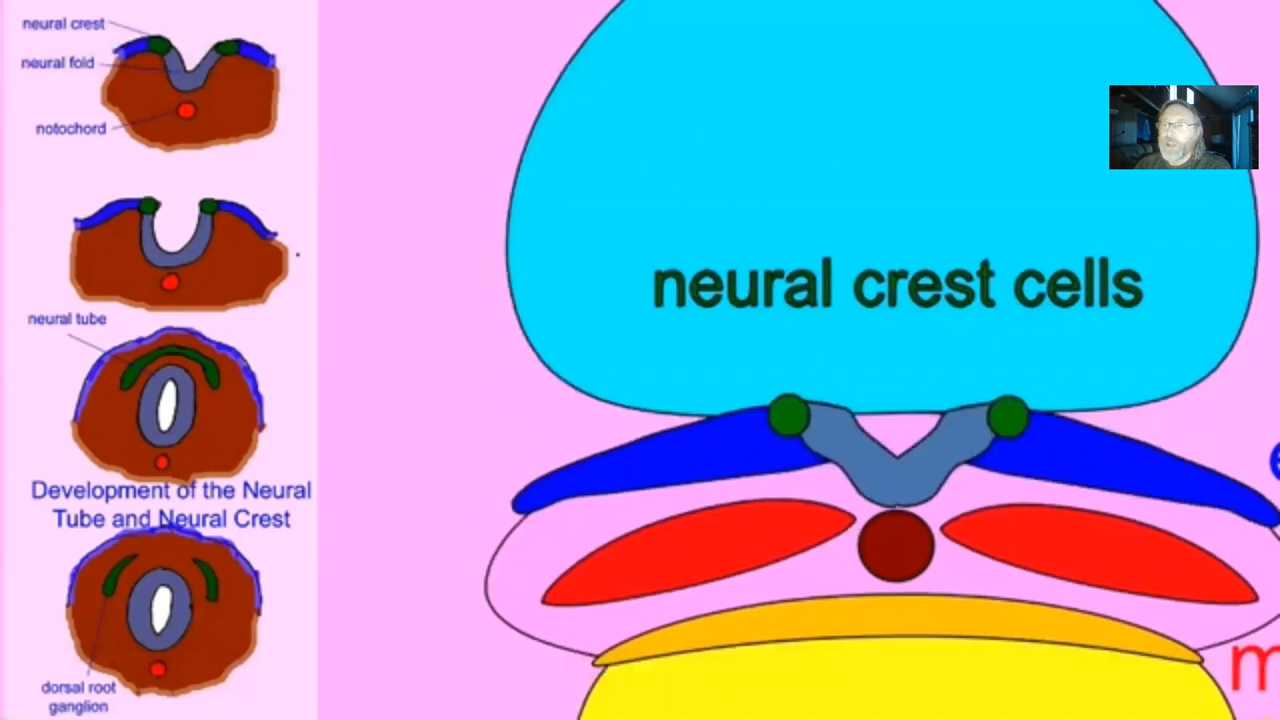 neural crest
neural fold
notochord
neural tube
Development of the Neural
Tube and Neural Crest
dorsal root
ganglion
neural crest cells